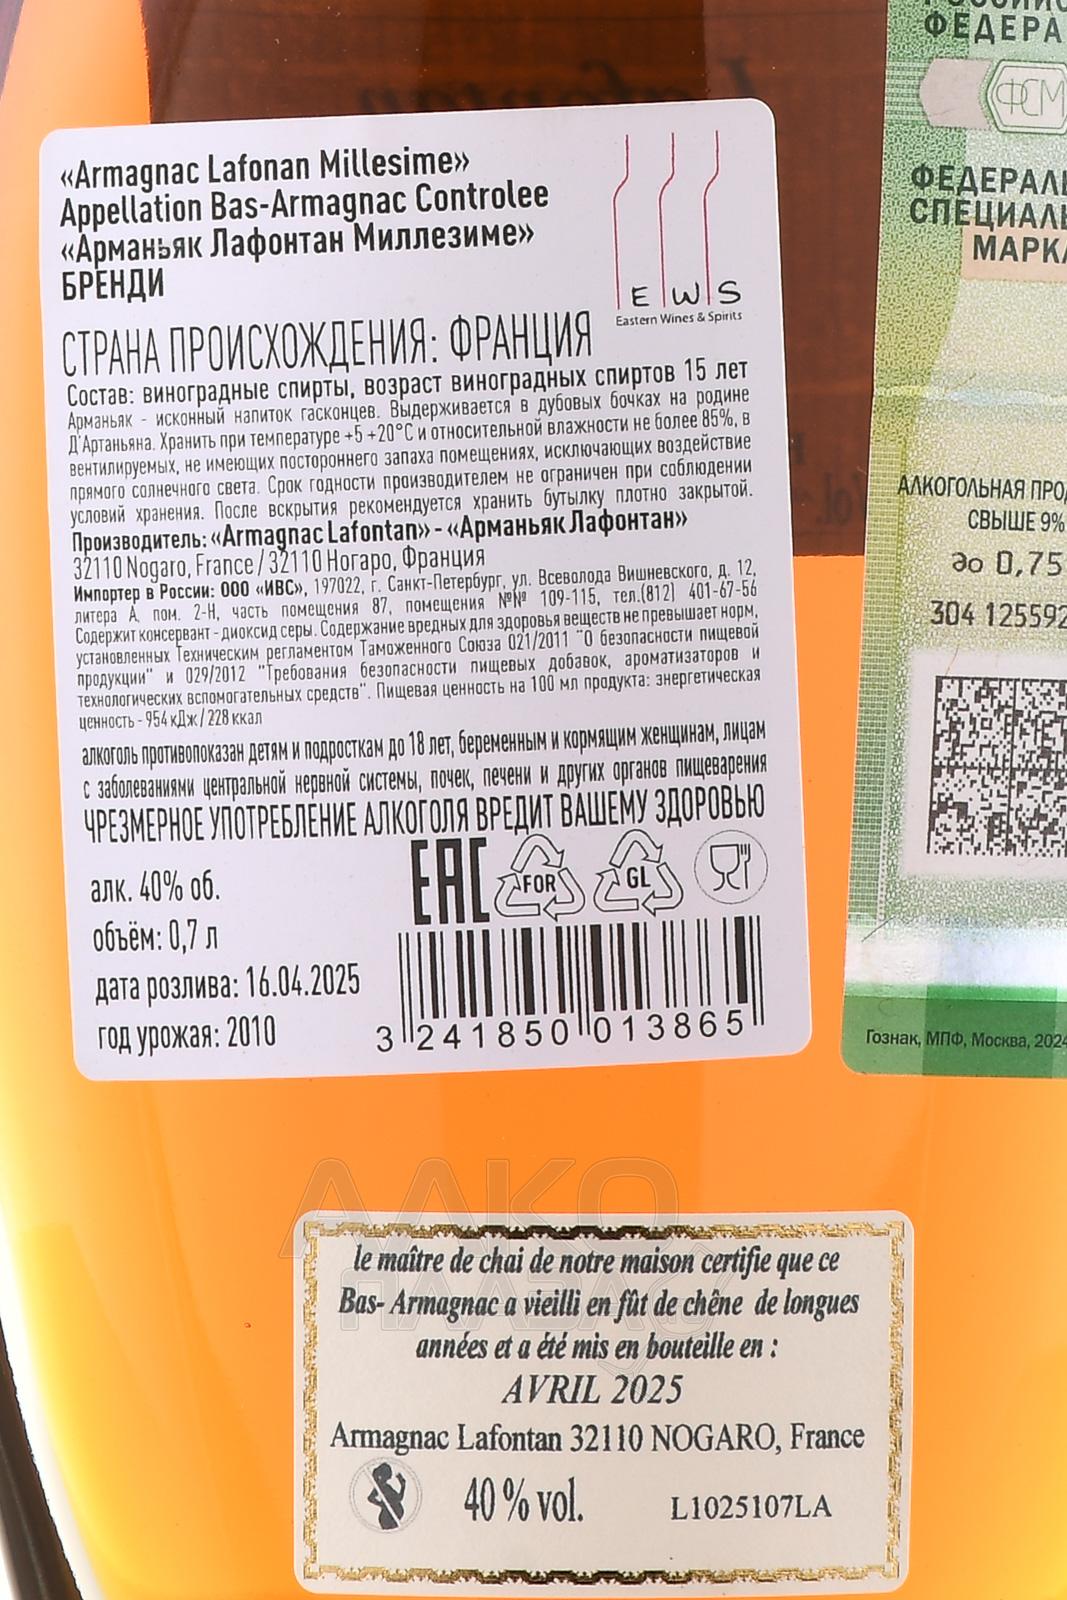 «Armagnac Lafonan Millesime»
Appellation Bas-Armagnac Controlee
«Арманьяк Лафонтан Миллезиме»
БРЕНДИ
E W S
Eastern Wines & Spirits
СТРАНА ПРОИСХОЖДЕНИЯ: ФРАНЦИЯ
Состав: виноградные спирты, возраст виноградных спиртов 15 лет
Арманьяк - исконный напиток гасконцев. Выдерживается в дубовых бочках на родине
Д'Артаньяна. Хранить при температуре +5 +20°C и относительной влажности не более 85%, в
вентилируемых, не имеющих постороннего запаха помещениях, исключающих воздействие
прямого солнечного света. Срок годности производителем не ограничен при соблюдении
условий хранения. После вскрытия рекомендуется хранить бутылку плотно закрытой.
Производитель: «Armagnac Lafontan» - «Арманьяк Лафонтан»
32110 Nogaro, France / 32110 Ногаро, Франция
Импортер в России: ООО «ИВС», 197022, г. Санкт-Петербург, ул. Всеволода Вишневского, д. 12,
литера А, пом. 2-Н, часть помещения 87, помещения №№ 109-115, тел.(812) 401-67-56
Содержит консервант - диоксид серы. Содержание вредных для здоровья веществ не превышает норм,
установленных Техническим регламентом Таможенного Союза 021/2011 "О безопасности пищевой
продукции" и 029/2012 "Требования безопасности пищевых добавок, ароматизаторов и
технологических вспомогательных средств". Пищевая ценность на 100 мл продукта: энергетическая
ценность - 954 кДж / 228 ккал
алкоголь противопоказан детям и подросткам до 18 лет, беременным и кормящим женщинам, лицам
с заболеваниями центральной нервной системы, почек, печени и других органов пищеварения
ЧРЕЗМЕРНОЕ УПОТРЕБЛЕНИЕ АЛКОГОЛЯ ВРЕДИТ ВАШЕМУ ЗДОРОВЬЮ
EAC FOR GL
алк. 40% об.
объём: 0,7 л
дата розлива: 16.04.2025
год урожая: 2010
3 241850 013865
ФЕДЕРА
ФСМ
ФЕДЕРАЛЬ
СПЕЦИАЛЬ
МАРКА
АЛКОГОЛЬНАЯ ПРОД
СВЫШЕ 9%
до 0,75
304 125592
Гознак, МПФ, Москва, 2024
АЛКО
ПЛАЗА
le maître de chai de notre maison certifie que ce
Bas- Armagnac a vieilli en fût de chêne de longues
années et a été mis en bouteille en :
AVRIL 2025
Armagnac Lafontan 32110 NOGARO, France
40 % vol.
L1025107LA